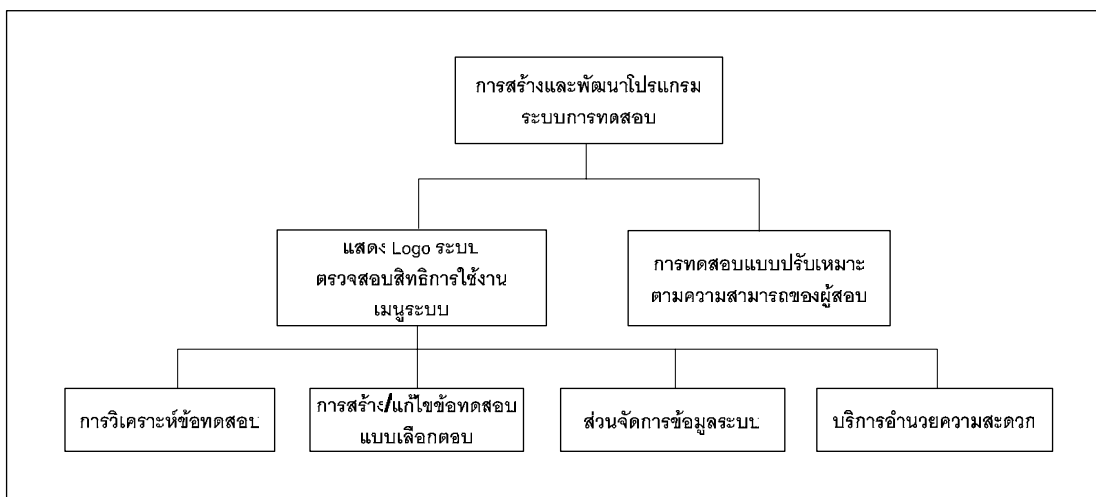 การสร้างและพัฒนาโปรแกรม
ระบบการทดสอบ
แสดง Logo ระบบ
ตรวจสอบสิทธิการใช้งาน
เมนูระบบ
การทดสอบแบบปรับเหมาะ
ตามความสามารถของผู้สอบ
การวิเคราะห์ข้อทดสอบ
การสร้าง/แก้ไขข้อทดสอบ
แบบเลือกตอบ
ส่วนจัดการข้อมูลระบบ
บริการอำนวยความสะดวก